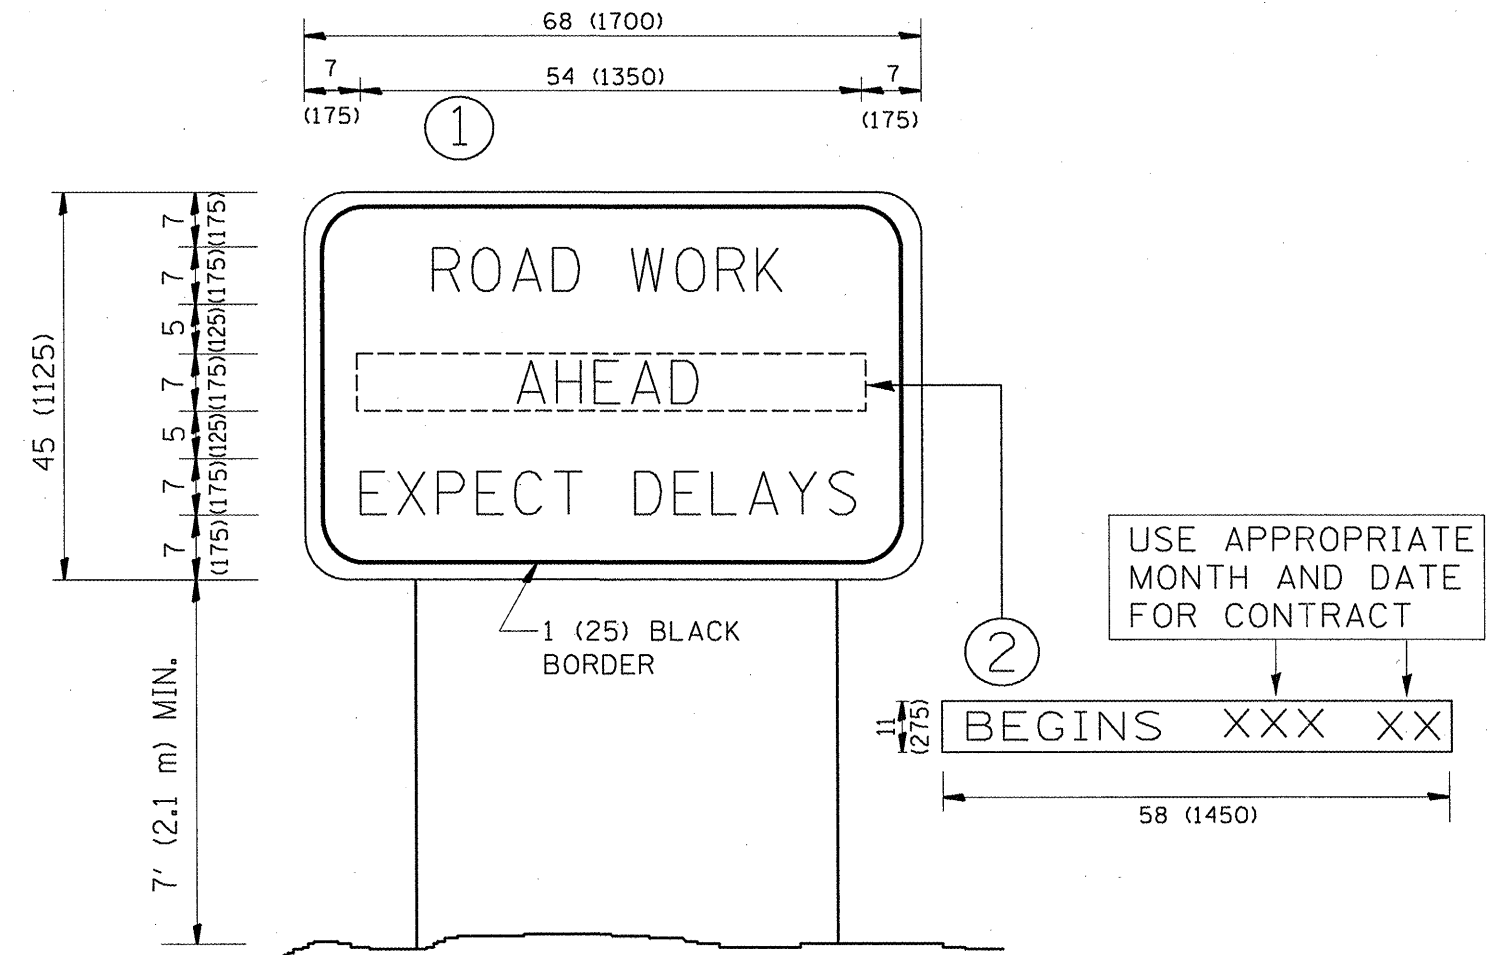 68 (1700)
7
54 (1350)
7
(175)
(175)
1
45 (1125)
7 (175)
7 (175)
5 (125)
7 (175)
5 (125)
7 (175)
7 (175)
ROAD WORK
AHEAD
EXPECT DELAYS
1 (25) BLACK
BORDER
7' (2.1 m) MIN.
2
USE APPROPRIATE
MONTH AND DATE
FOR CONTRACT
11
(275)
BEGINS XXX XX
58 (1450)